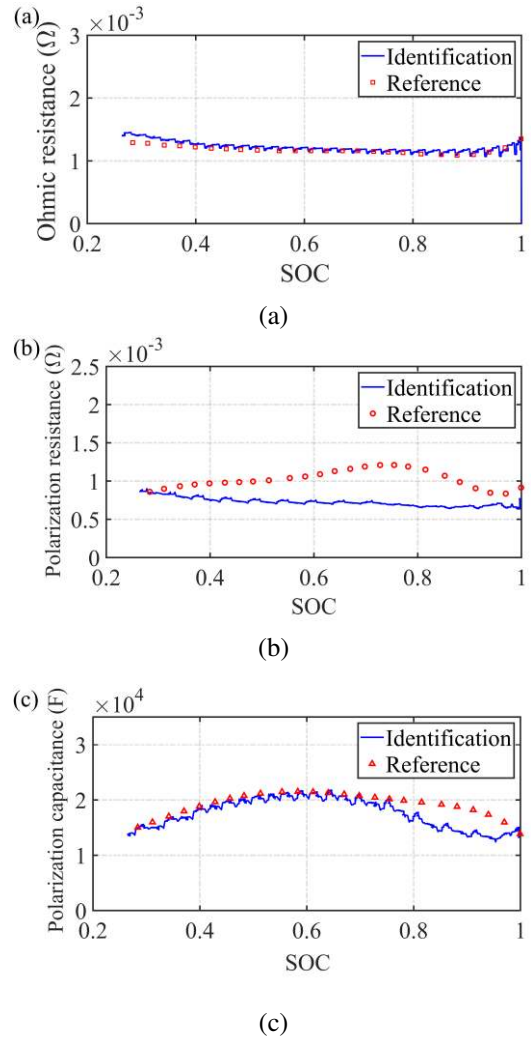 (a)
×10⁻³
3
2
1
0
Ohmic resistance (Ω)
Identification
Reference
0.2 0.4 0.6 0.8 1
SOC
(a)
(b)
×10⁻³
2.5
2
1.5
1
0.5
0
Polarization resistance (Ω)
Identification
Reference
0.2 0.4 0.6 0.8 1
SOC
(b)
(c)
×10⁴
3
2
1
0
Polarization capacitance (F)
Identification
Reference
0.2 0.4 0.6 0.8 1
SOC
(c)